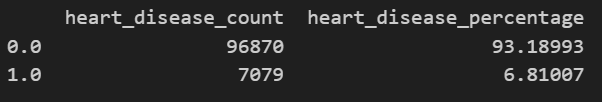 heart_disease_count heart_disease_percentage
0.0 96870 93.18993
1.0 7079 6.81007